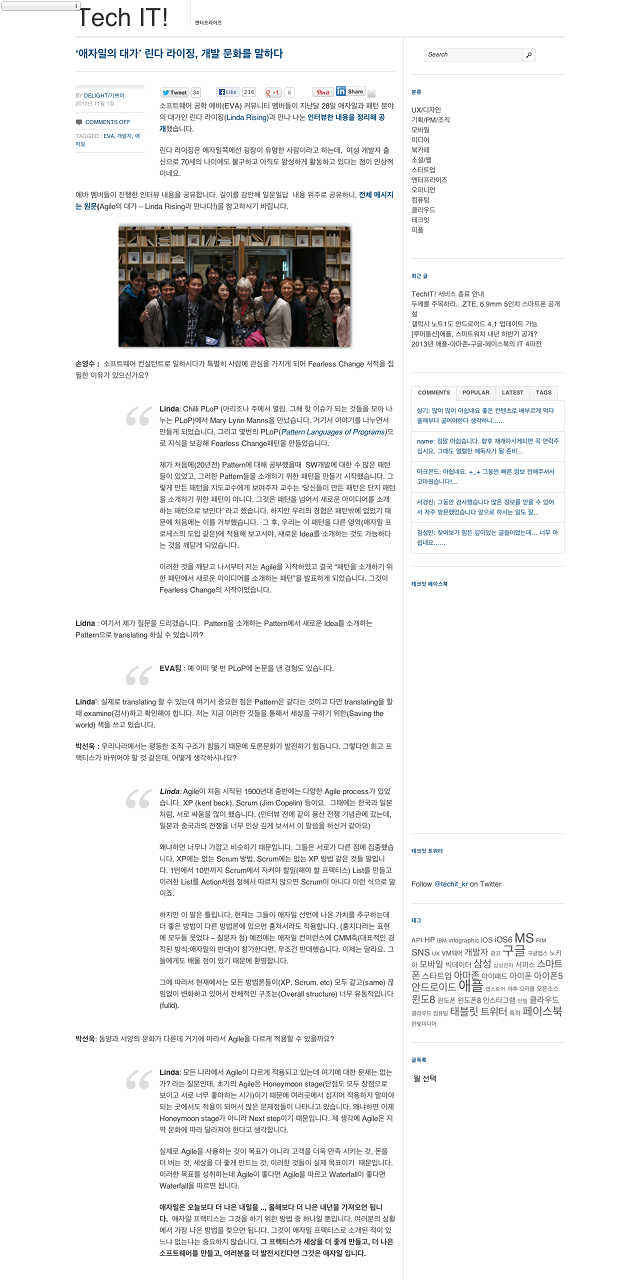 Tech IT!
엔터프라이즈
‘애자일의 대가’ 린다 라이징, 개발 문화를 말하다
BY DELIGHT/기쁘미
2012년 11월 1일
COMMENTS OFF
TAGGED : EVA, 개발자, 애
자일
Tweet 34 Like 216 +1 6 Pin it Share
소프트웨어 공학 에바(EVA) 커뮤니티 멤버들이 지난달 28일 애자일과 패턴 분야
의 대가인 린다 라이징(Linda Rising)과 만나 나눈 인터뷰한 내용을 정리해 공
개했습니다.
린다 라이징은 애자일쪽에선 굉장이 유명한 사람이라고 하는데, 여성 개발자 출
신으로 70세의 나이에도 불구하고 아직도 왕성하게 활동하고 있다는 점이 인상적
이네요.
에바 멤버들이 진행한 인터뷰 내용을 공유합니다. 길이를 감안해 일문일답 내용 위주로 공유하니, 전체 메시지
는 원문(Agile의 대가 – Linda Rising과 만나다!)을 참고하시기 바랍니다.
손영수 : 소프트웨어 컨설턴트로 일하시다가 특별히 사람에 관심을 가지게 되어 Fearless Change 서적을 집
필한 이유가 있으신가요?
Linda: Chilli PLoP (아리조나 주에서 열림. 그해 핫 이슈가 되는 것들을 모아 나
누는 PLoP)에서 Mary Lynn Manns을 만났습니다. 거기서 이야기를 나누면서
만들게 되었습니다. 그리고 몇번의 PLoP(Pattern Languages of Programs)으
로 지식을 보강해 Fearless Change패턴을 만들었습니다.
제가 처음에(20년전) Pattern에 대해 공부했을때 SW개발에 대한 수 많은 패턴
들이 있었고, 그러한 Pattern들을 소개하기 위한 패턴을 만들기 시작했습니다. 그
렇게 만든 패턴을 지도교수에게 보여주자 교수는 ‘당신들이 만든 패턴은 단지 패턴
을 소개하기 위한 패턴이 아니다. 그것은 패턴을 넘어서 새로운 아이디어를 소개
하는 패턴으로 보인다’ 라고 했습니다. 하지만 우리의 경험은 패턴밖에 없었기 때
문에 처음에는 이를 거부했습니다. 그 후, 우리는 이 패턴을 다른 영역(애자일 프
로세스의 도입 같은)에 적용해 보고서야, 새로운 Idea를 소개하는 것도 가능하다
는 것을 깨닫게 되었습니다.
이러한 것을 깨닫고 나서부터 저는 Agile을 시작하였고 결국 “패턴을 소개하기 위
한 패턴에서 새로운 아이디어를 소개하는 패턴”을 발표하게 되었습니다. 그것이
Fearless Change의 시작이었습니다.
Lidna : 여기서 제가 질문을 드리겠습니다. Pattern을 소개하는 Pattern에서 새로운 Idea를 소개하는
Pattern으로 translating 하실 수 있습니까?
EVA팀 : 예 이미 몇 번 PLoP에 논문을 낸 경험도 있습니다.
Linda’: 실제로 translating 할 수 있는데 여기서 중요한 점은 Pattern은 같다는 것이고 다만 translating을 할
때 examine(검사)하고 확인해야 합니다. 저는 지금 이러한 것들을 통해서 세상을 구하기 위한(Saving the
world) 책을 쓰고 있습니다.
박선욱 : 우리나라에서는 평등한 조직 구조가 힘들기 때문에 토론문화가 발전하기 힘듭니다. 그렇다면 회고 프
랙티스가 바뀌어야 할 것 같은데, 어떻게 생각하시나요?
Linda: Agile이 처음 시작된 1900년대 중반에는 다양한 Agile process가 있었
습니다. XP (kent beck), Scrum (Jim Copelin) 등이요. 그때에는 한국과 일본
처럼, 서로 싸움을 많이 했습니다. (인터뷰 전에 같이 용산 전쟁 기념관에 갔는데,
일본과 중국과의 전쟁을 너무 인상 깊게 보셔서 이 말씀을 하신거 같아요)
왜냐하면 너무나 가깝고 비슷하기 때문입니다. 그들은 서로가 다른 점에 집중했습
니다. XP에는 없는 Scrum 방법, Scrum에는 없는 XP 방법 같은 것들 말입니
다. 1번에서 10번까지 Scrum에서 지켜야 할일(해야 할 프랙티스) List를 만들고
이러한 List를 Action처럼 정해서 따르지 않으면 Scrum이 아니다 이런 식으로 말
이죠.
하지만 이 말은 틀립니다. 현재는 그들이 애자일 선언에 나온 가치를 추구하는데
더 좋은 방법이 다른 방법론에 있으면 훔쳐서라도 적용합니다. (훔치다라는 표현
에 모두들 웃었다 – 질문자 첨) 예전에는 애자일 컨퍼런스에 CMM측(대표적인 경
직된 방식:애자일의 반대)이 참가한다면, 무조건 반대했습니다. 이제는 달라요. 그
들에게도 배울 점이 있기 때문에 환영합니다.
그에 따라서 현재에서는 모든 방법론들이(XP, Scrum, etc) 모두 같고(same) 끊
임없이 변화하고 있어서 전체적인 구조는(Overall structure) 너무 유동적입니다
(fulid).
박선욱: 동양과 서양의 문화가 다른데 거기에 따라서 Agile을 다르게 적용할 수 있을까요?
Linda: 모든 나라에서 Agile이 다르게 적용되고 있는데 여기에 대한 문제는 없는
가? 라는 질문인데, 초기의 Agile은 Honeymoon stage(단점도 모두 장점으로
보이고 서로 너무 좋아하는 시기)이기 때문에 여러곳에서 심지어 적용하지 말아야
되는 곳에서도 적용이 되어서 많은 문제점들이 나타나고 있습니다. 왜냐하면 이제
Honeymoon stage가 아니라 Next step이기 때문입니다. 제 생각에 Agile은 지
역 문화에 따라 달라져야 한다고 생각합니다.
실제로 Agile을 사용하는 것이 목표가 아니라 고객을 더욱 만족 시키는 것, 돈을
더 버는 것, 세상을 더 좋게 만드는 것, 이러한 것들이 실제 목표이기 때문입니다.
이러한 목표를 성취하는데 Agile이 좋다면 Agile을 따르고 Waterfall이 좋다면
Waterfall을 따르면 됩니다.
애자일은 오늘보다 더 나은 내일을 .., 올해보다 더 나은 내년을 가져오면 됩니
다. 애자일 프랙티스는 그것을 하기 위한 방법 중 하나일 뿐입니다. 여러분의 상황
에서 가장 나은 방법을 찾으면 됩니다. 그것이 애자일 프랙티스로 소개된 적이 있
느냐 없는냐는 중요하지 않습니다. 그 프랙티스가 세상을 더 좋게 만들고, 더 나은
소프트웨어를 만들고, 여러분을 더 발전시킨다면 그것은 애자일 입니다.
Search
분류
UX/디자인
기획/PM/조직
모바일
미디어
북카페
소셜/웹
스타트업
엔터프라이즈
오피니언
컴퓨팅
클라우드
테크잇
피플
최근 글
TechIT! 서비스 종료 안내
두께를 주목하라…ZTE, 6.9mm 5인치 스마트폰 공개
설
갤럭시 노트1도 안드로이드 4.1 업데이트 가능
[루머통신]애플, 스마트워치 내년 하반기 공개?
2013년 애플-아마존-구글-페이스북의 IT 4파전
COMMENTS POPULAR LATEST TAGS
상기: 많이 많이 아쉽네요 좋은 컨텐츠로 배부르게 먹다
올해부터 굶어야한다 생각하니......
name: 정말 아쉽습니다. 향후 재개하시게되면 꼭 연락주
십시요. 그때도 열렬한 애독자가 될 준비...
아크몬드: 아쉽네요. +_+ 그동안 빠른 정보 전해주셔서
고마웠습니다!...
서경진: 그동안 감사했습니다 많은 정보를 얻을 수 있어
서 자주 방문했었습니다 앞으로 하시는 일도 잘...
김성민: 찾아보기 힘든 깊이있는 글들이었는데... 너무 아
쉽네요......
테크잇 페이스북
테크잇 트위터
Follow @techit_kr on Twitter
태그
API HP IBM infographic iOS iOS6 MS RIM
SNS UX VM웨어 개발자 광고 구글 구글맵스 노키
아 모바일 빅데이터 삼성 삼성전자 서피스 스마트
폰 스타트업 아마존 아이패드 아이폰 아이폰5
안드로이드 애플 앱스토어 야후 오라클 오픈소스
윈도8 윈도폰 윈도폰8 인스타그램 인텔 클라우드
클라우드 컴퓨팅 태블릿 트위터 특허 페이스북
한빛미디어
글목록
월 선택